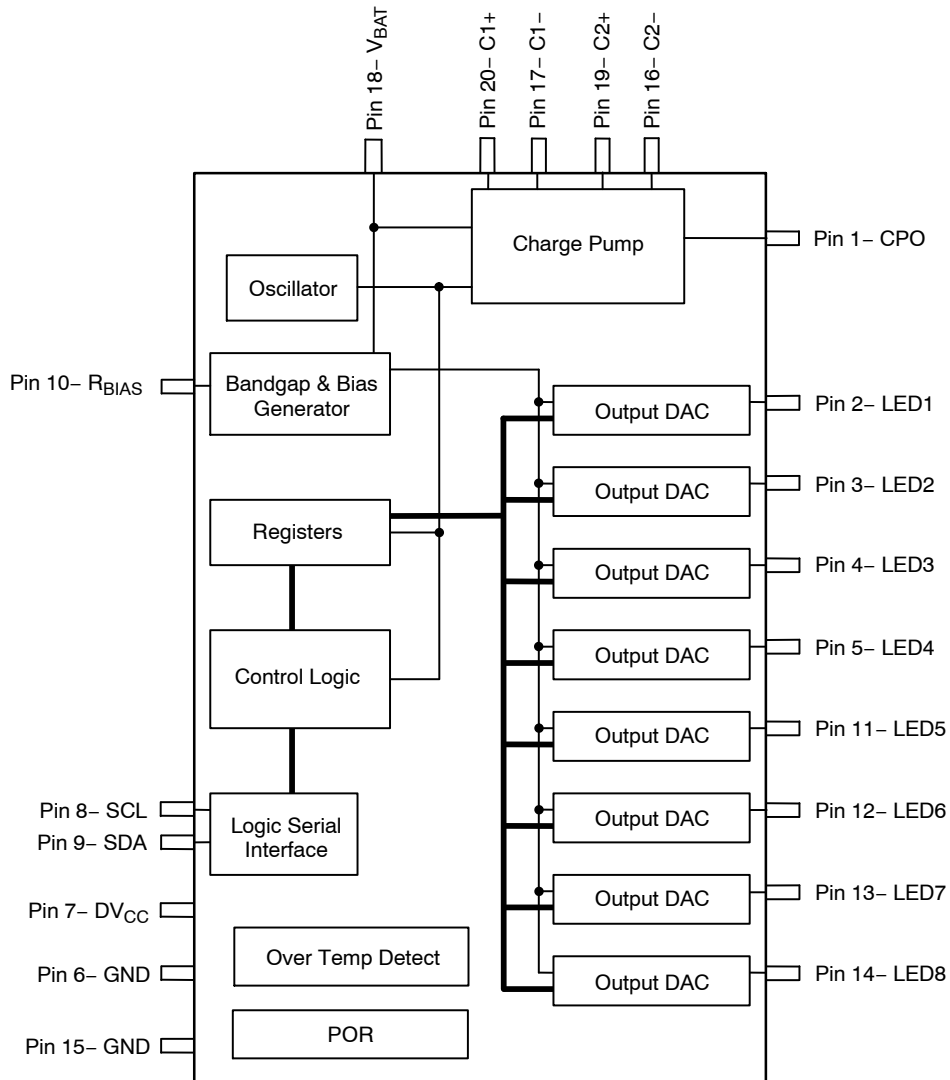 Pin 18– VBAT
Pin 20– C1+
Pin 17– C1–
Pin 19– C2+
Pin 16– C2–
Charge Pump
Pin 1– CPO
Oscillator
Pin 10– RBIAS
Bandgap & Bias
Generator
Output DAC
Pin 2– LED1
Output DAC
Pin 3– LED2
Registers
Output DAC
Pin 4– LED3
Control Logic
Output DAC
Pin 5– LED4
Output DAC
Pin 11– LED5
Pin 8– SCL
Pin 9– SDA
Logic Serial
Interface
Output DAC
Pin 12– LED6
Output DAC
Pin 13– LED7
Pin 7– DVCC
Over Temp Detect
Pin 6– GND
Output DAC
Pin 14– LED8
POR
Pin 15– GND